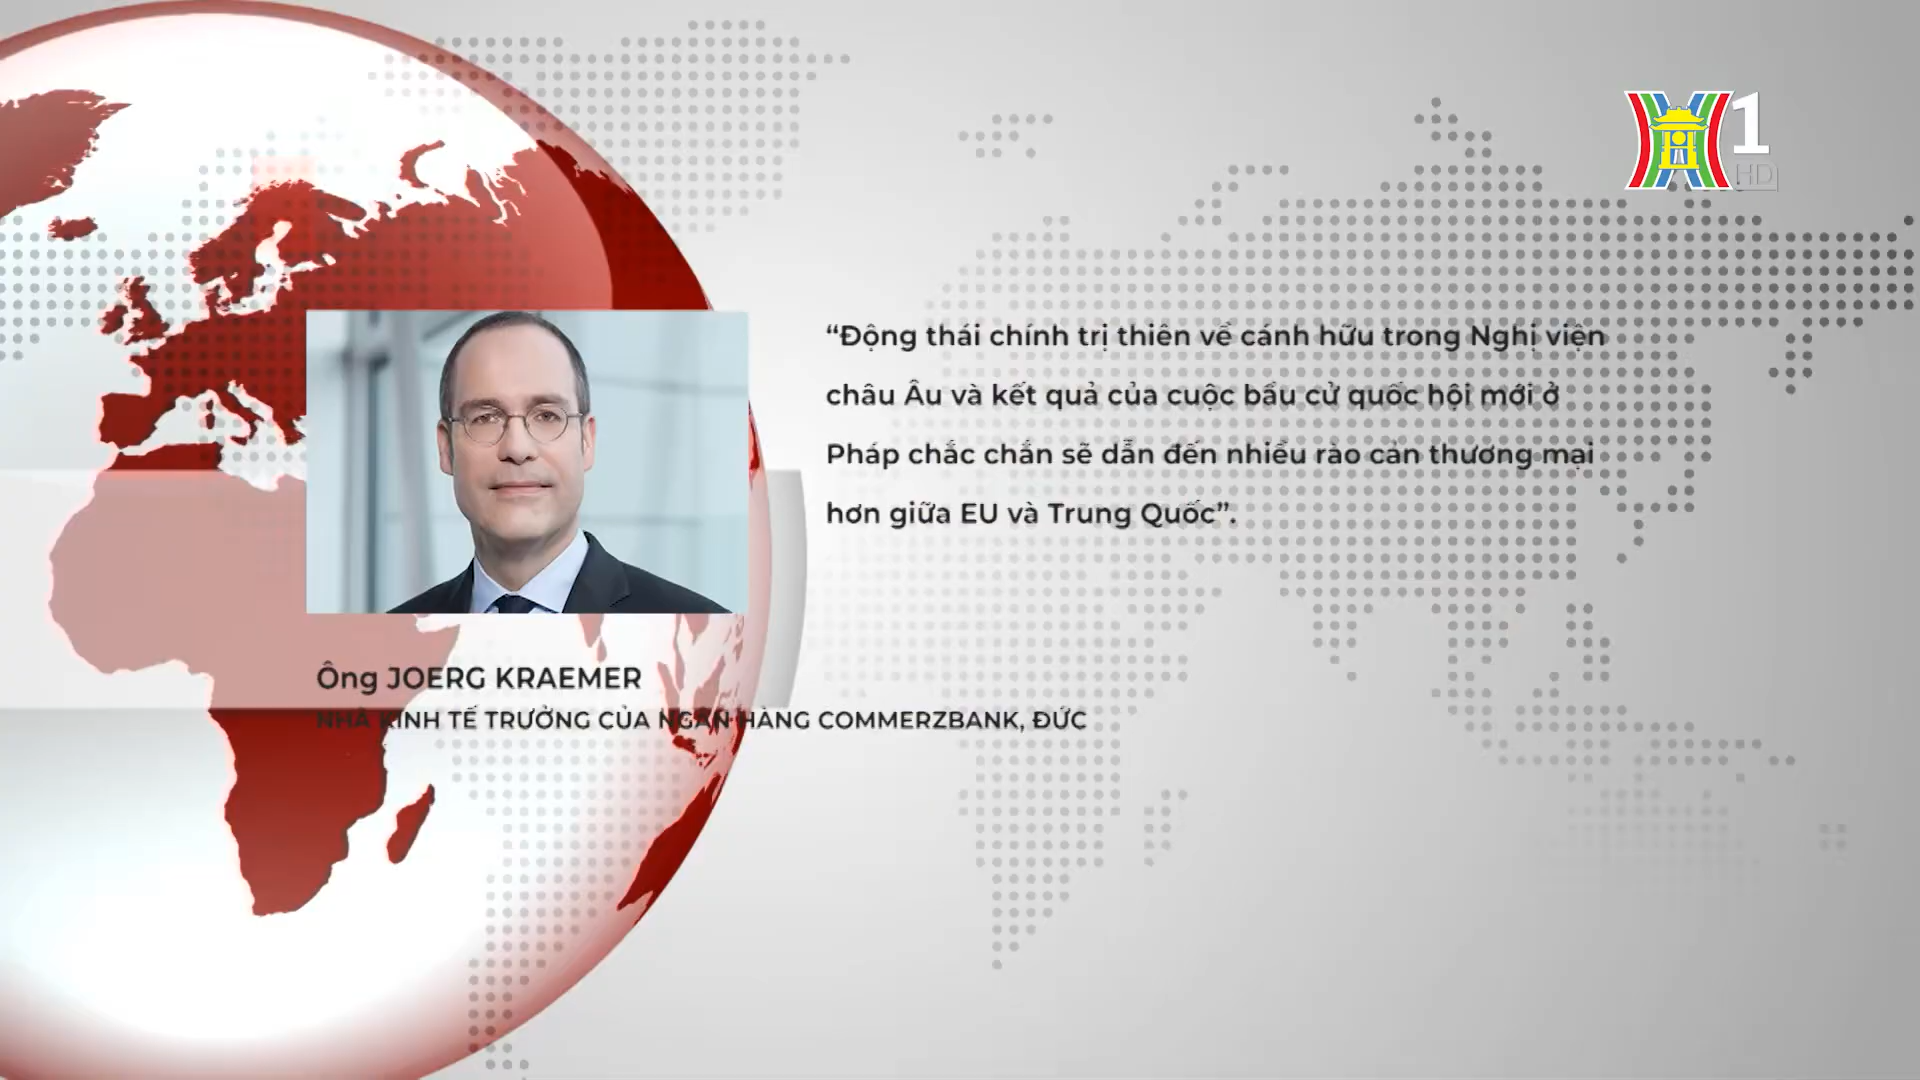 1
HD
“Động thái chính trị thiên về cánh hữu trong Nghị viện
châu Âu và kết quả của cuộc bầu cử quốc hội mới ở
Pháp chắc chắn sẽ dẫn đến nhiều rào cản thương mại
hơn giữa EU và Trung Quốc”.
Ông JOERG KRAEMER
NHÀ KINH TẾ TRƯỞNG CỦA NGÂN HÀNG COMMERZBANK, ĐỨC